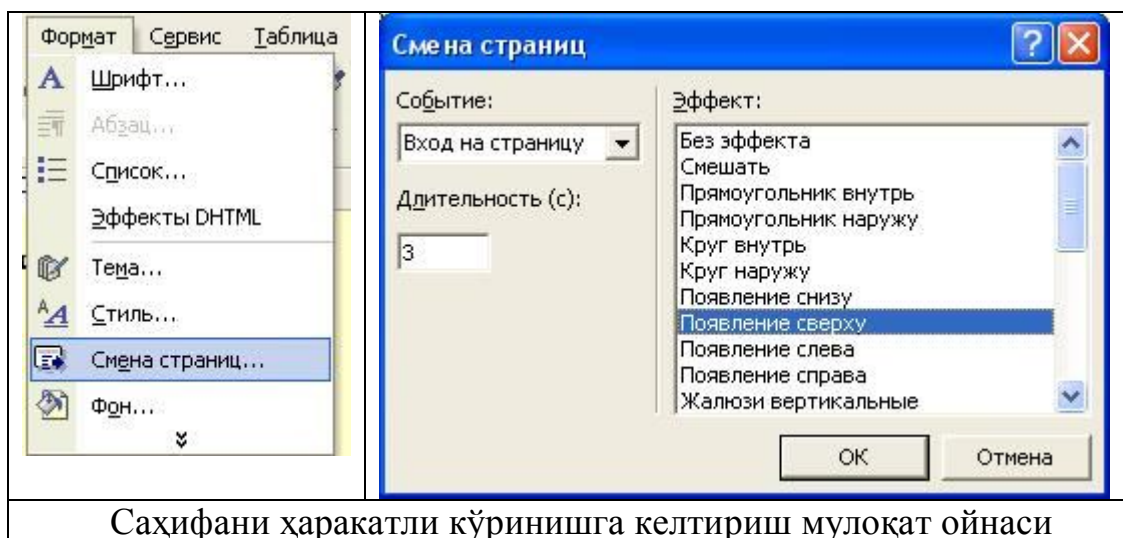 Формат Сервис Таблица
Шрифт...
Абзац...
Список...
Эффекты DHTML
Тема...
Стиль...
Смена страниц...
Фон...
Смена страниц
Событие:
Вход на страницу
Длительность (с):
3
Эффект:
Без эффекта
Смешать
Прямоугольник внутрь
Прямоугольник наружу
Круг внутрь
Круг наружу
Появление снизу
Появление сверху
Появление слева
Появление справа
Жалюзи вертикальные
ОК Отмена
Саҳифани ҳаракатли кўринишга келтириш мулоқат ойнаси